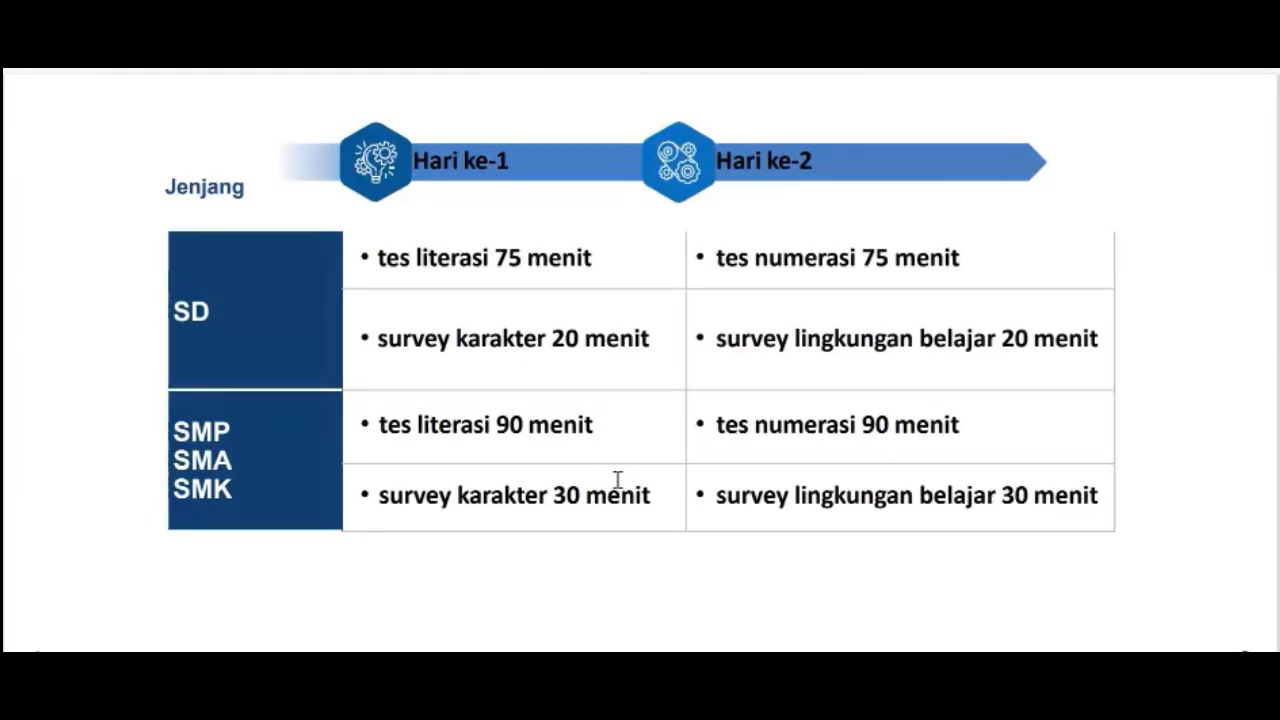 Hari ke-1
Hari ke-2
Jenjang
SD
• tes literasi 75 menit
• tes numerasi 75 menit
• survey karakter 20 menit
• survey lingkungan belajar 20 menit
SMP
SMA
SMK
• tes literasi 90 menit
• tes numerasi 90 menit
• survey karakter 30 menit
• survey lingkungan belajar 30 menit